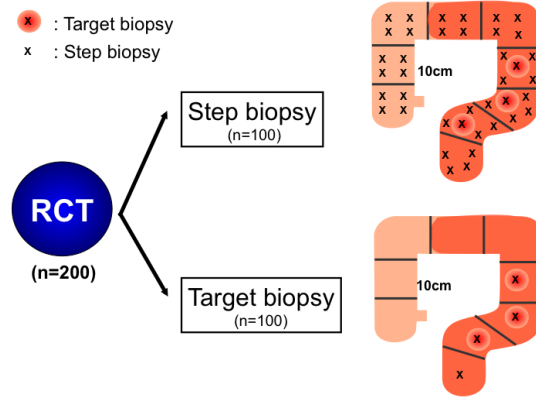 x : Target biopsy
x : Step biopsy
Step biopsy
(n=100)
10cm
RCT
(n=200)
Target biopsy
(n=100)
10cm